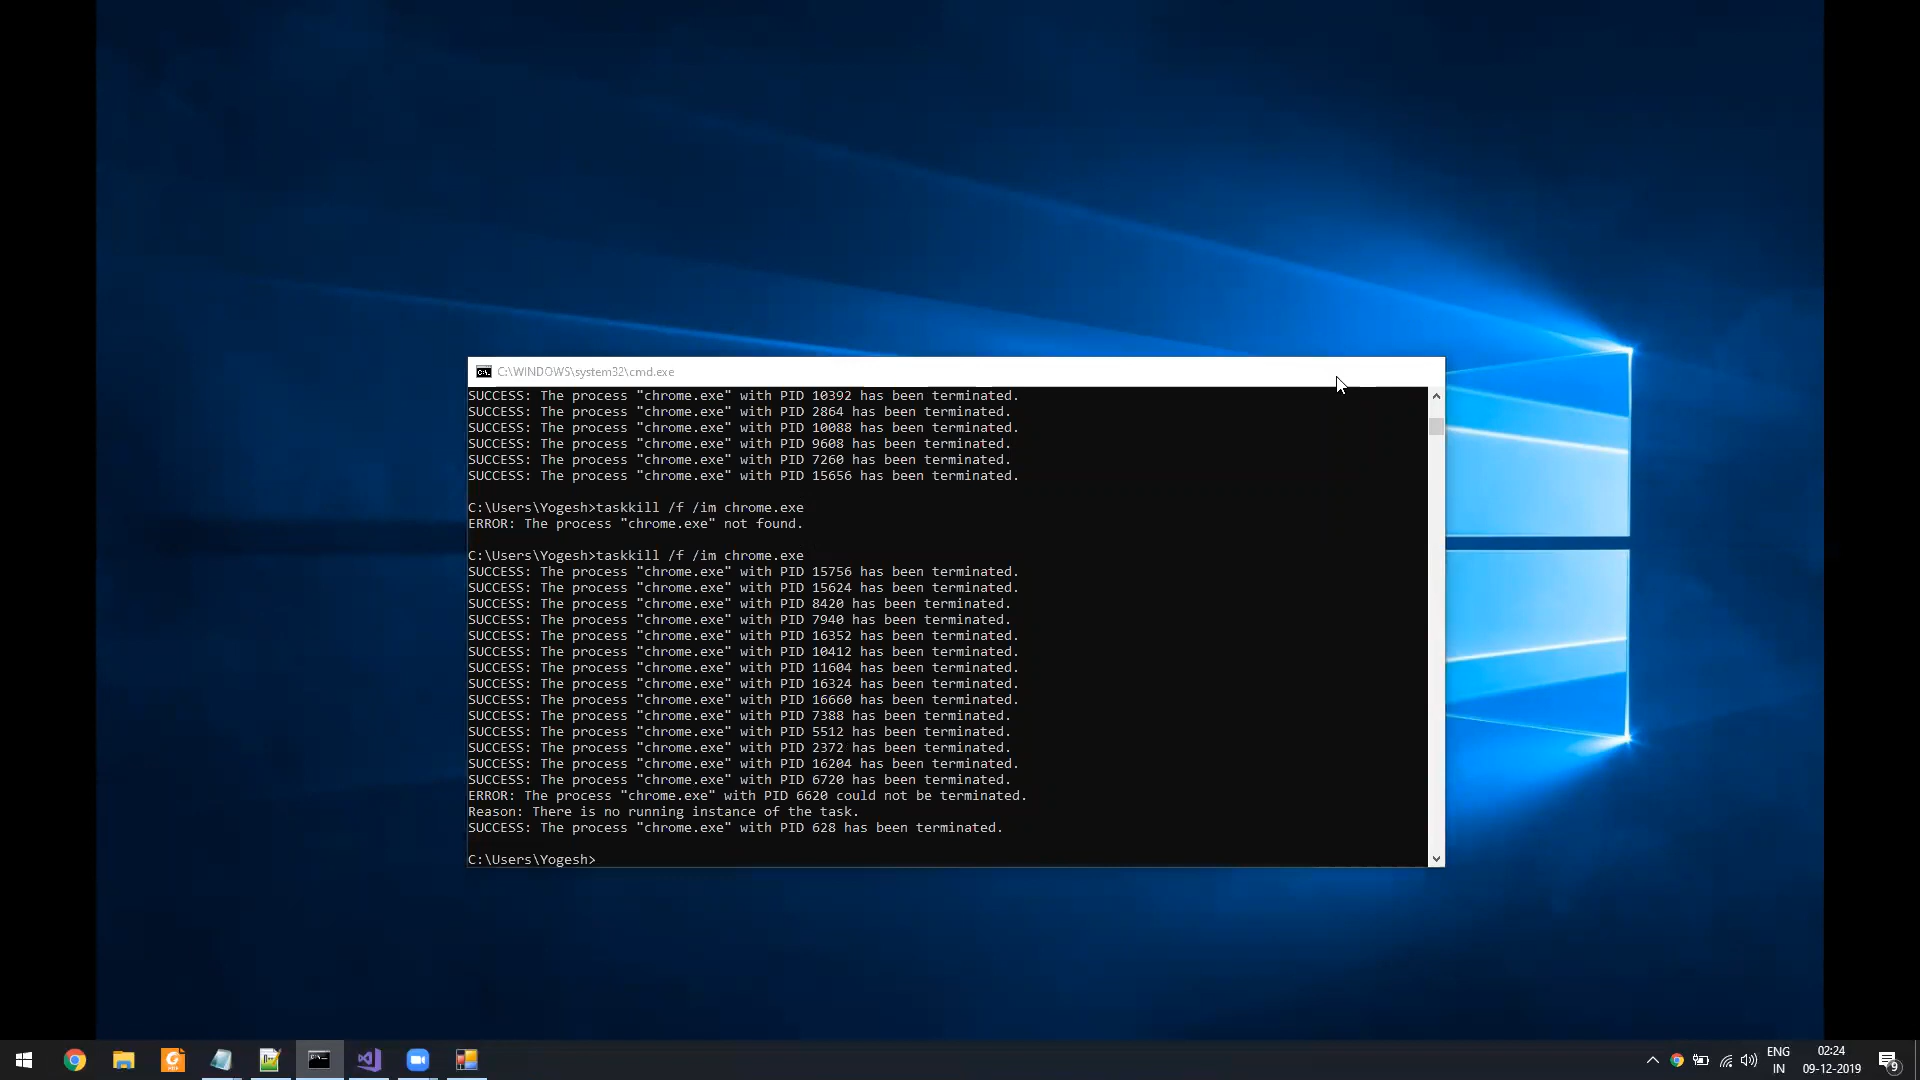 C:\WINDOWS\system32\cmd.exe
SUCCESS: The process "chrome.exe" with PID 10392 has been terminated.
SUCCESS: The process "chrome.exe" with PID 2864 has been terminated.
SUCCESS: The process "chrome.exe" with PID 10088 has been terminated.
SUCCESS: The process "chrome.exe" with PID 9608 has been terminated.
SUCCESS: The process "chrome.exe" with PID 7260 has been terminated.
SUCCESS: The process "chrome.exe" with PID 15656 has been terminated.
C:\Users\Yogesh>taskkill /f /im chrome.exe
ERROR: The process "chrome.exe" not found.
C:\Users\Yogesh>taskkill /f /im chrome.exe
SUCCESS: The process "chrome.exe" with PID 15756 has been terminated.
SUCCESS: The process "chrome.exe" with PID 15624 has been terminated.
SUCCESS: The process "chrome.exe" with PID 8420 has been terminated.
SUCCESS: The process "chrome.exe" with PID 7940 has been terminated.
SUCCESS: The process "chrome.exe" with PID 16352 has been terminated.
SUCCESS: The process "chrome.exe" with PID 10412 has been terminated.
SUCCESS: The process "chrome.exe" with PID 11604 has been terminated.
SUCCESS: The process "chrome.exe" with PID 16324 has been terminated.
SUCCESS: The process "chrome.exe" with PID 16660 has been terminated.
SUCCESS: The process "chrome.exe" with PID 7388 has been terminated.
SUCCESS: The process "chrome.exe" with PID 5512 has been terminated.
SUCCESS: The process "chrome.exe" with PID 2372 has been terminated.
SUCCESS: The process "chrome.exe" with PID 16204 has been terminated.
SUCCESS: The process "chrome.exe" with PID 6720 has been terminated.
ERROR: The process "chrome.exe" with PID 6620 could not be terminated.
Reason: There is no running instance of the task.
SUCCESS: The process "chrome.exe" with PID 628 has been terminated.
C:\Users\Yogesh>
ENG
IN
02:24
09-12-2019
9